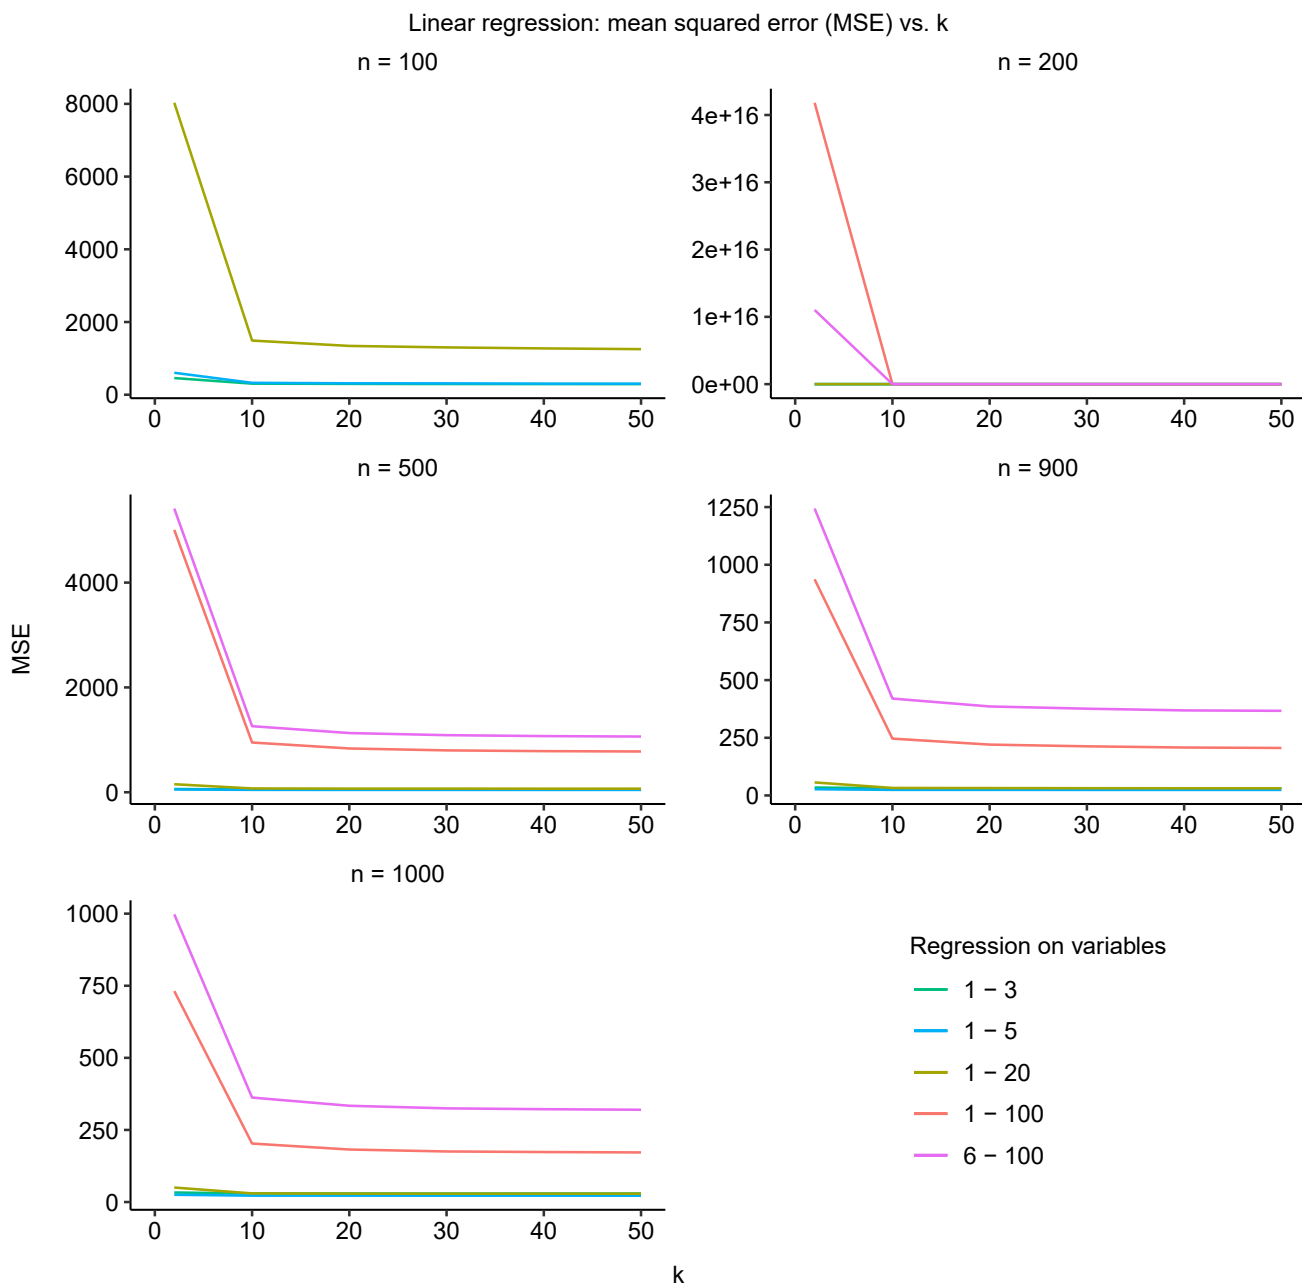 Linear regression: mean squared error (MSE) vs. k
n = 100
8000
6000
4000
2000
0
0 10 20 30 40 50
n = 200
4e+16
3e+16
2e+16
1e+16
0e+00
0 10 20 30 40 50
n = 500
4000
2000
0
0 10 20 30 40 50
n = 900
1250
1000
750
500
250
0
0 10 20 30 40 50
n = 1000
1000
750
500
250
0
0 10 20 30 40 50
MSE
k
Regression on variables
1 − 3
1 − 5
1 − 20
1 − 100
6 − 100